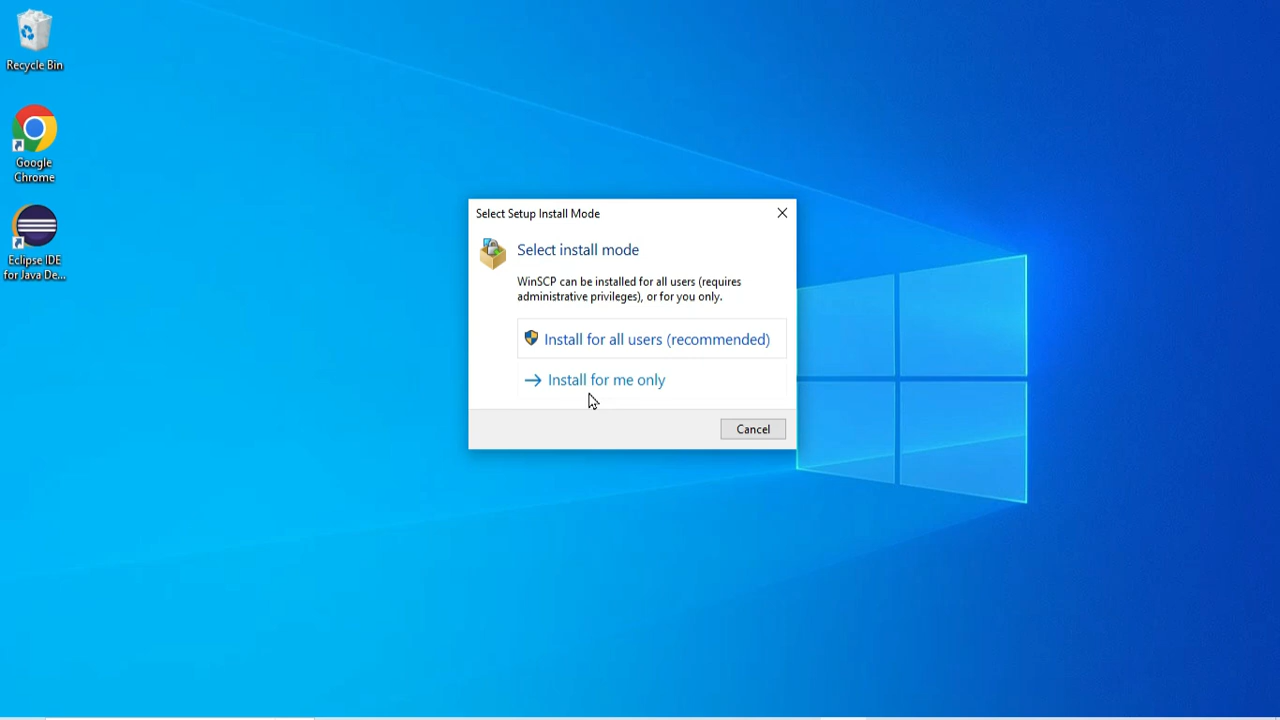 Recycle Bin
Google
Chrome
Eclipse IDE
for Java De...
Select Setup Install Mode
Select install mode
WinSCP can be installed for all users (requires
administrative privileges), or for you only.
Install for all users (recommended)
Install for me only
Cancel